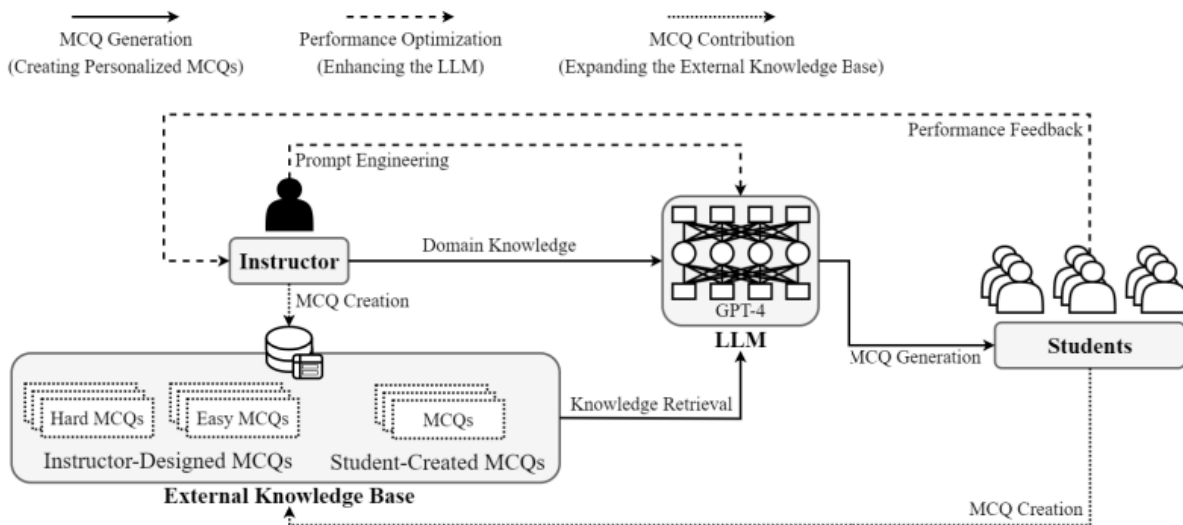 MCQ Generation
(Creating Personalized MCQs)
Performance Optimization
(Enhancing the LLM)
MCQ Contribution
(Expanding the External Knowledge Base)
Performance Feedback
Prompt Engineering
Instructor
Domain Knowledge
MCQ Creation
GPT-4
LLM
MCQ Generation
Students
Hard MCQs
Easy MCQs
MCQs
Instructor-Designed MCQs
Student-Created MCQs
Knowledge Retrieval
External Knowledge Base
MCQ Creation